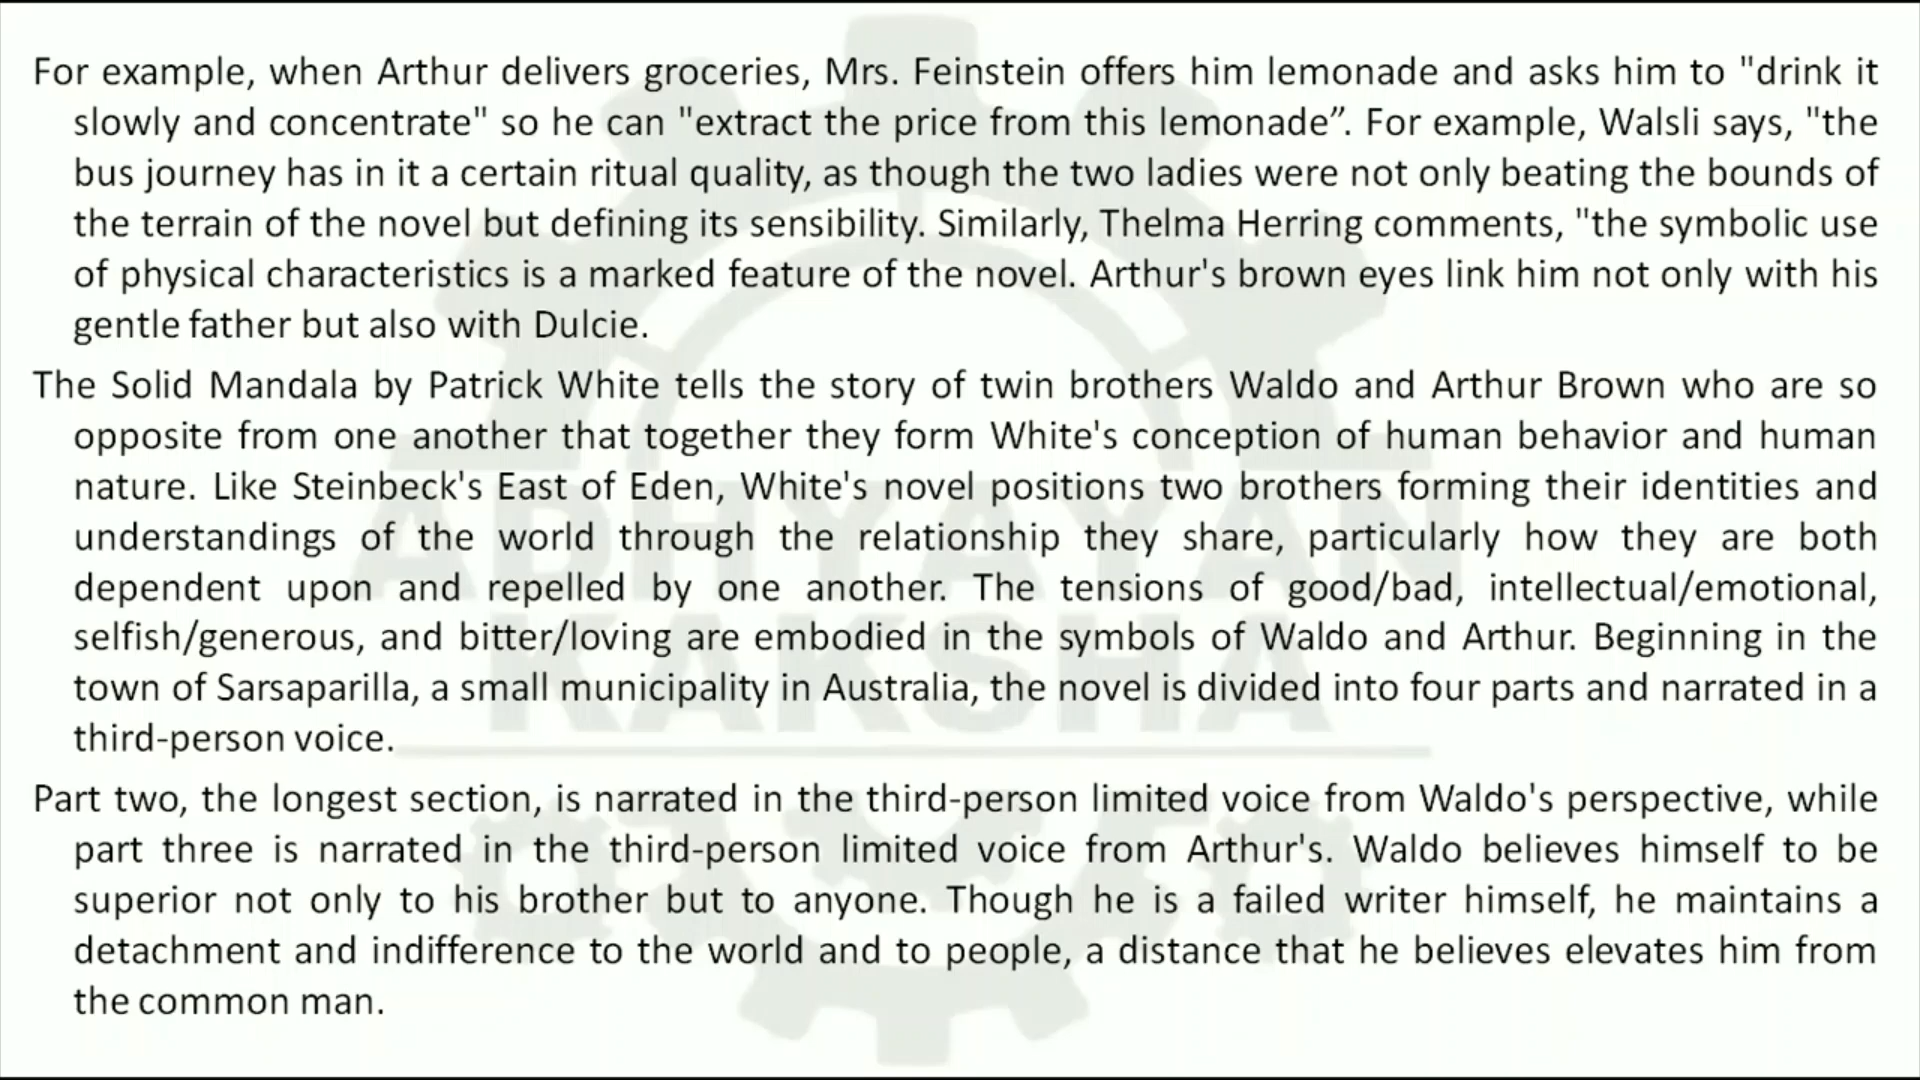 For example, when Arthur delivers groceries, Mrs. Feinstein offers him lemonade and asks him to "drink it
slowly and concentrate" so he can "extract the price from this lemonade”. For example, Walsli says, "the
bus journey has in it a certain ritual quality, as though the two ladies were not only beating the bounds of
the terrain of the novel but defining its sensibility. Similarly, Thelma Herring comments, "the symbolic use
of physical characteristics is a marked feature of the novel. Arthur's brown eyes link him not only with his
gentle father but also with Dulcie.
The Solid Mandala by Patrick White tells the story of twin brothers Waldo and Arthur Brown who are so
opposite from one another that together they form White's conception of human behavior and human
nature. Like Steinbeck's East of Eden, White's novel positions two brothers forming their identities and
understandings of the world through the relationship they share, particularly how they are both
dependent upon and repelled by one another. The tensions of good/bad, intellectual/emotional,
selfish/generous, and bitter/loving are embodied in the symbols of Waldo and Arthur. Beginning in the
town of Sarsaparilla, a small municipality in Australia, the novel is divided into four parts and narrated in a
third-person voice.
Part two, the longest section, is narrated in the third-person limited voice from Waldo's perspective, while
part three is narrated in the third-person limited voice from Arthur's. Waldo believes himself to be
superior not only to his brother but to anyone. Though he is a failed writer himself, he maintains a
detachment and indifference to the world and to people, a distance that he believes elevates him from
the common man.
ADHYAYAN
KAKSHA